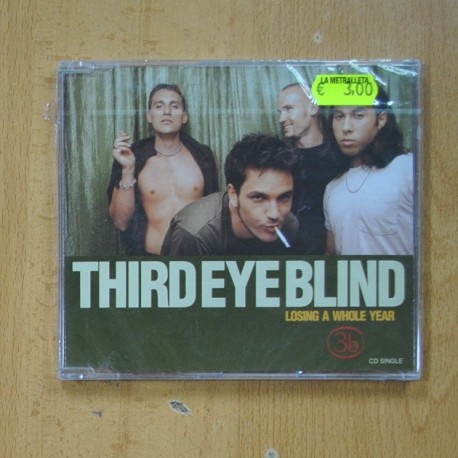 LA METRALLETA
€ 3,00
THIRD EYE BLIND
LOSING A WHOLE YEAR
3b
CD SINGLE